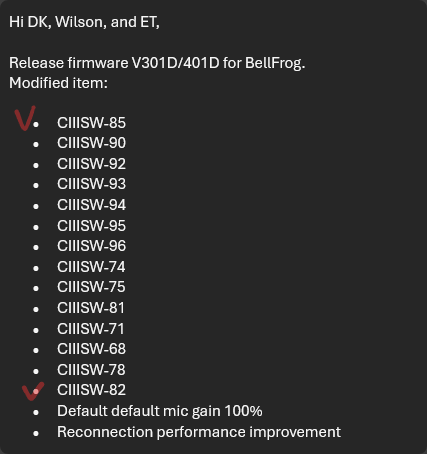 Hi DK, Wilson, and ET,
Release firmware V301D/401D for BellFrog.
Modified item:
• CIIISW-85
• CIIISW-90
• CIIISW-92
• CIIISW-93
• CIIISW-94
• CIIISW-95
• CIIISW-96
• CIIISW-74
• CIIISW-75
• CIIISW-81
• CIIISW-71
• CIIISW-68
• CIIISW-78
• CIIISW-82
• Default default mic gain 100%
• Reconnection performance improvement